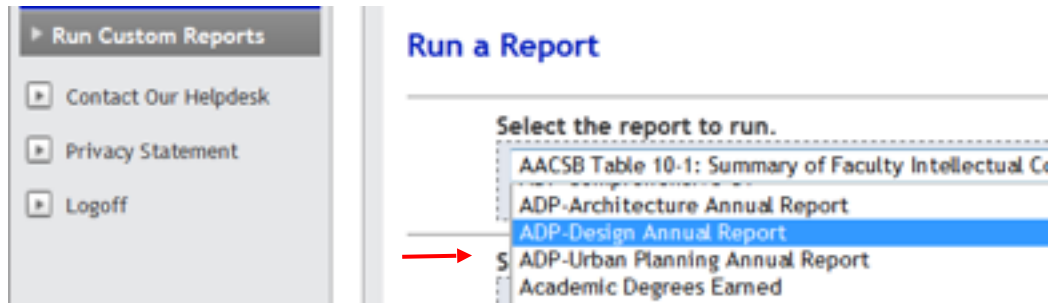 Run Custom Reports
Contact Our Helpdesk
Privacy Statement
Logoff
Run a Report
Select the report to run.
AACSB Table 10-1: Summary of Faculty Intellectual
ADP-Architecture Annual Report
ADP-Design Annual Report
ADP-Urban Planning Annual Report
Academic Degrees Earned